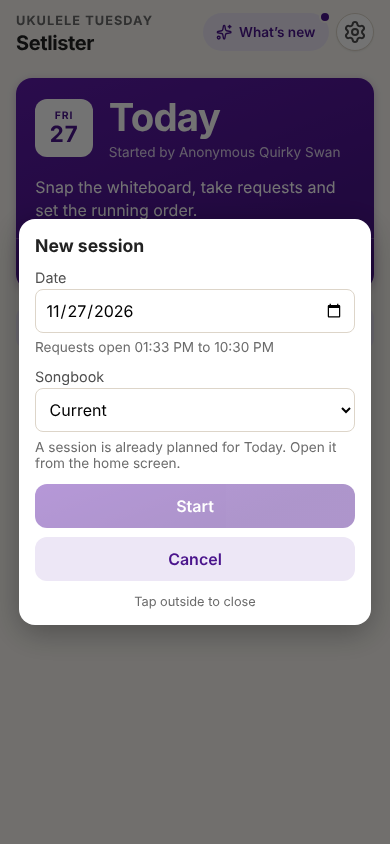 UKULELE TUESDAY
Setlister
What's new
FRI
27
Today
Started by Anonymous Quirky Swan
Snap the whiteboard, take requests and
set the running order.
New session
Date
11/27/2026
Requests open 01:33 PM to 10:30 PM
Songbook
Current
A session is already planned for Today. Open it
from the home screen.
Start
Cancel
Tap outside to close